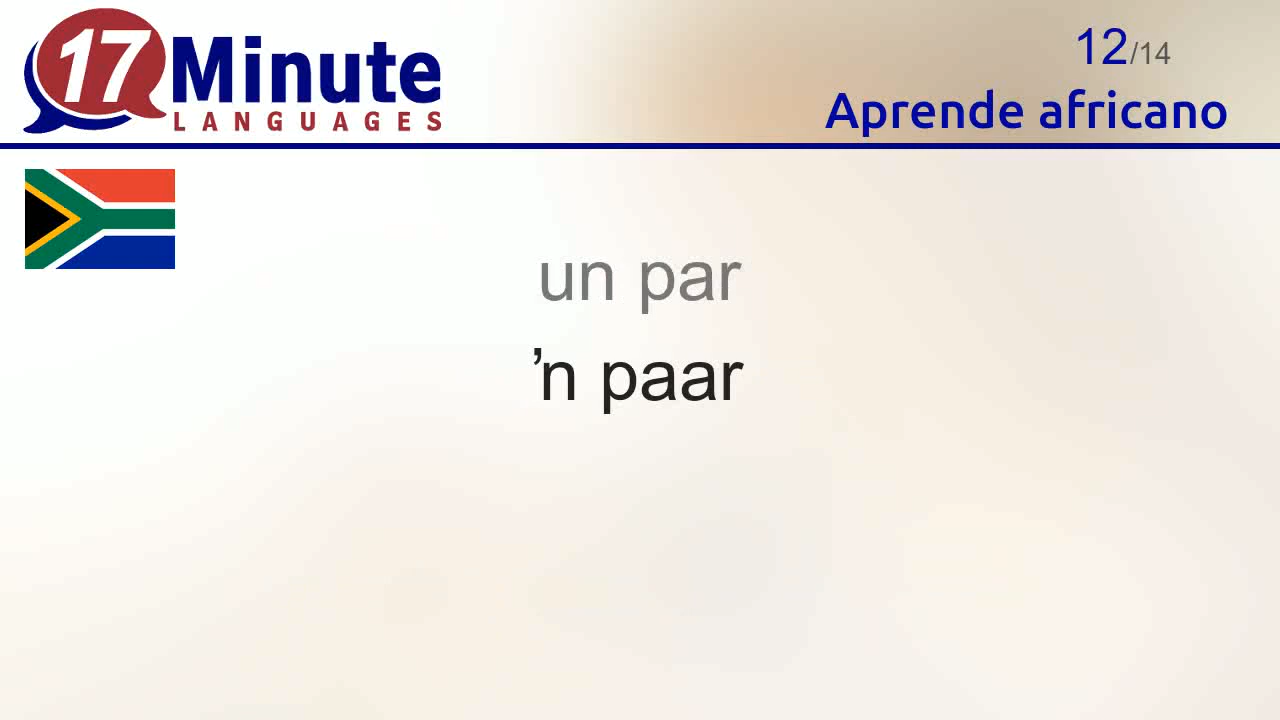 17 Minute
LANGUAGES
12/14
Aprende africano
un par
’n paar